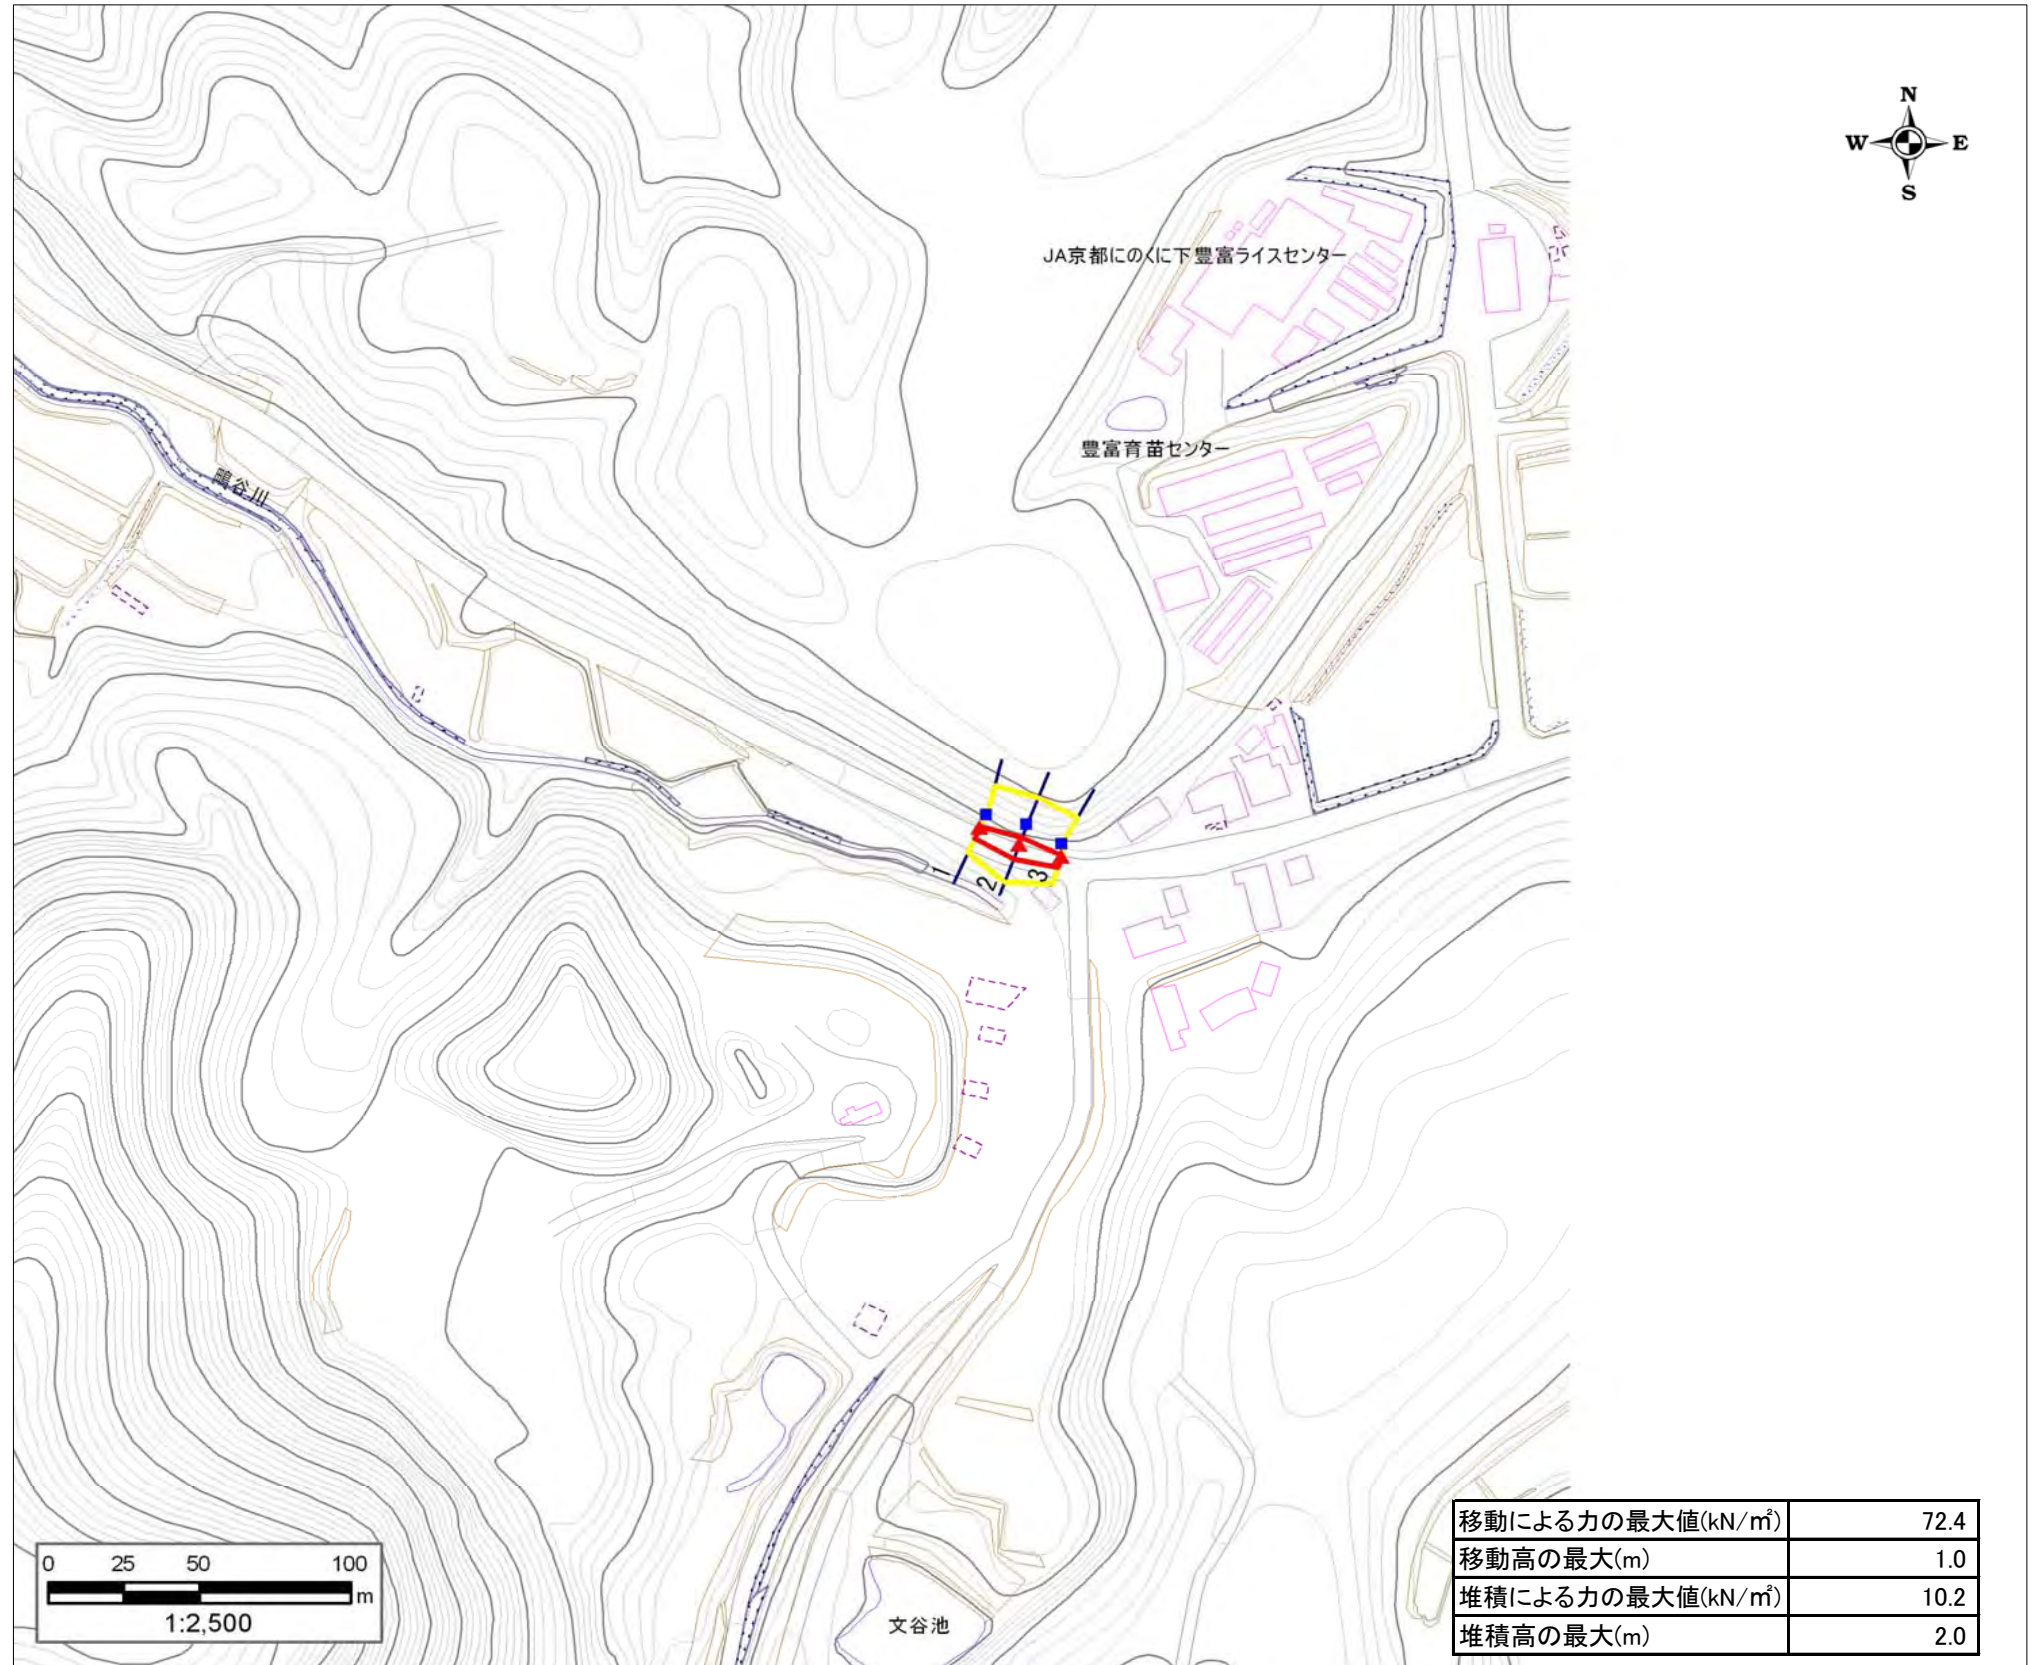 N
W E
S
JA京都にのくに下豊富ライスセンター
豊富育苗センター
鴫谷川
1
2
3
文谷池
0 25 50 100
m
1:2,500
移動による力の最大値(kN/㎡) 72.4
移動高の最大(m) 1.0
堆積による力の最大値(kN/㎡) 10.2
堆積高の最大(m) 2.0